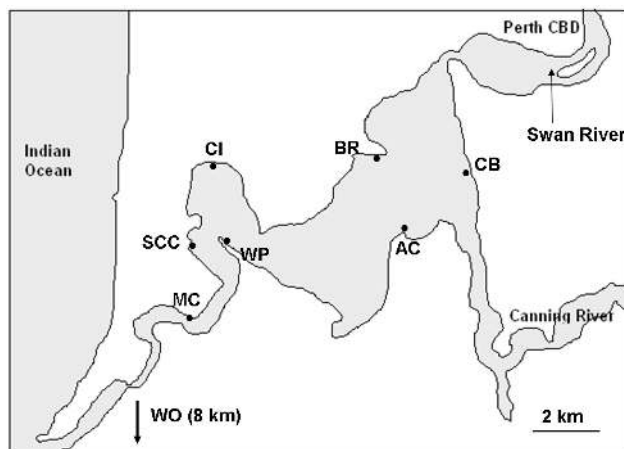 Perth CBD
Swan River
Indian
Ocean
CI
BR
CB
SCC
WP
AC
MC
Canning River
WO (8 km)
2 km